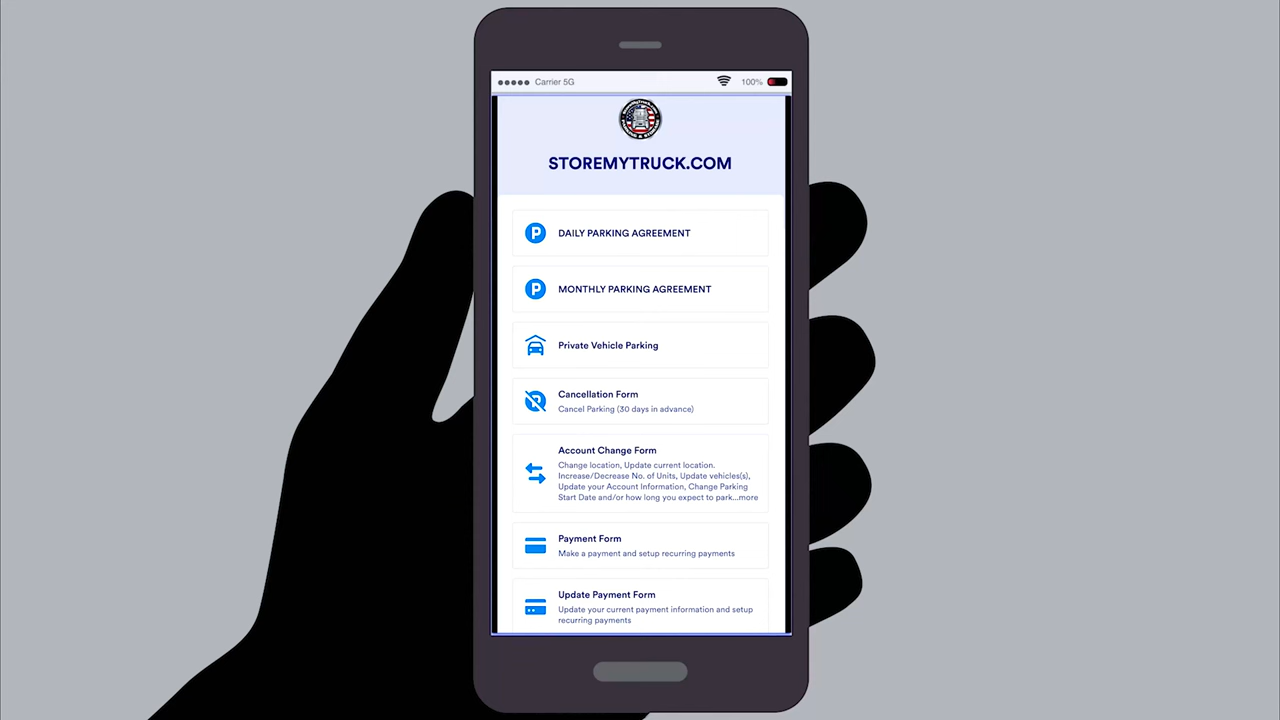 Carrier 5G
100%
STOREMYTRUCK.COM
P DAILY PARKING AGREEMENT
P MONTHLY PARKING AGREEMENT
Private Vehicle Parking
Cancellation Form
Cancel Parking (30 days in advance)
Account Change Form
Change location, Update current location.
Increase/Decrease No. of Units, Update vehicles(s),
Update your Account Information, Change Parking
Start Date and/or how long you expect to park...more
Payment Form
Make a payment and setup recurring payments
Update Payment Form
Update your current payment information and setup
recurring payments